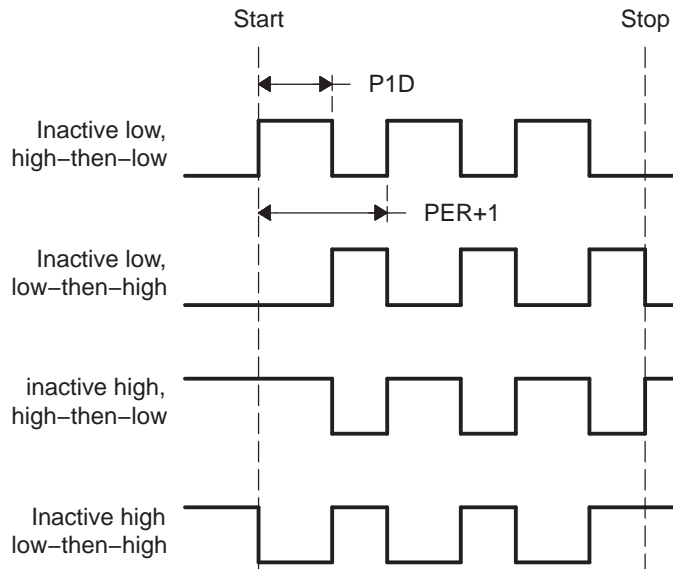 Start
Stop
P1D
Inactive low,
high−then−low
PER+1
Inactive low,
low−then−high
inactive high,
high−then−low
Inactive high
low−then−high